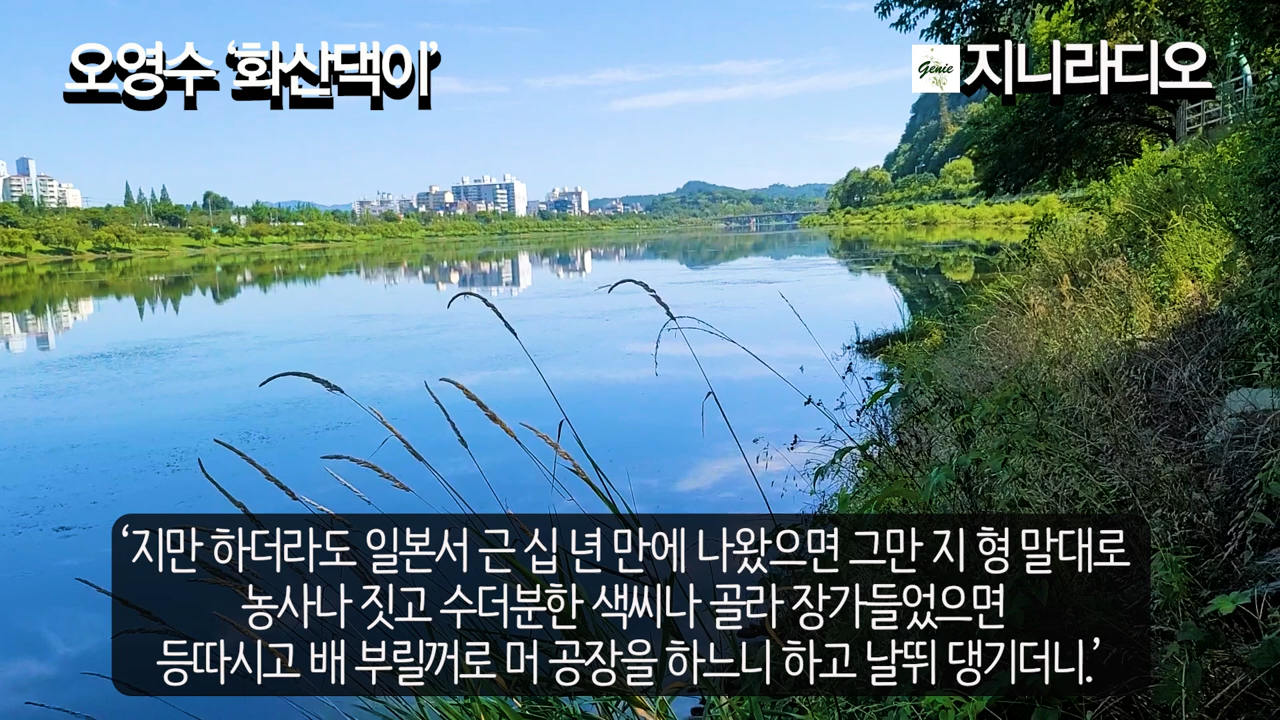 오영수 ‘화산댁이’
Genie 지니라디오
‘지만 하더라도 일본서 근 십 년 만에 나왔으면 그만 지 형 말대로
농사나 짓고 수더분한 색씨나 골라 장가들었으면
등따시고 배 부릴꺼로 머 공장을 하느니 하고 날뛰 댕기더니.’